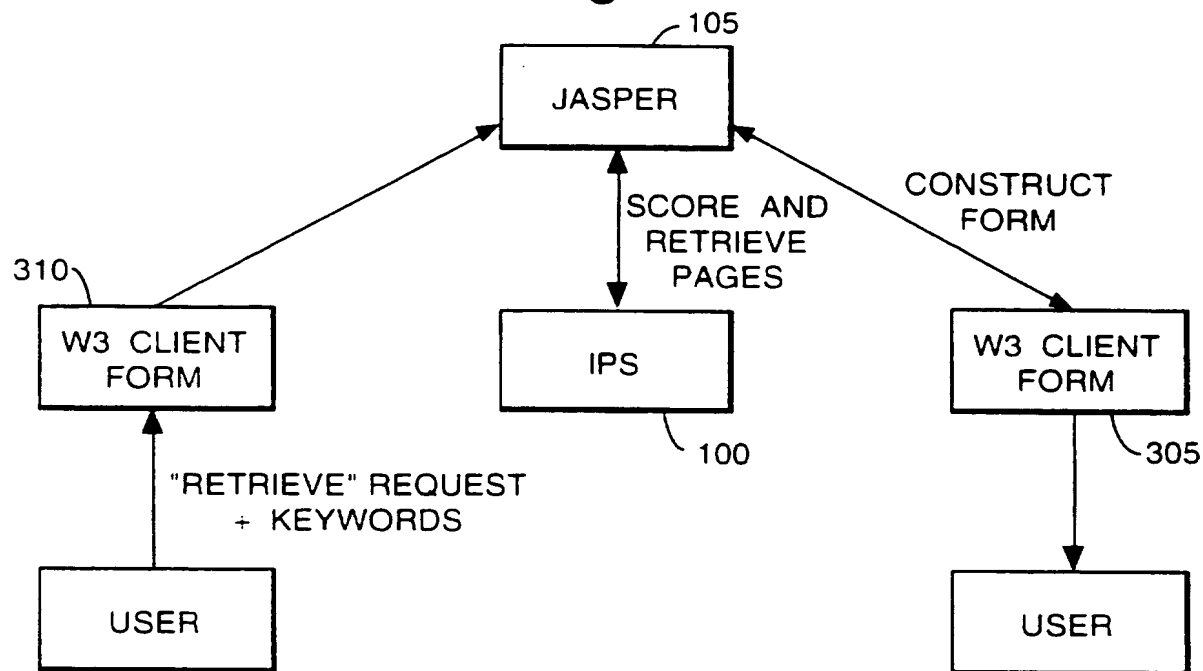 105
JASPER
CONSTRUCT
FORM
SCORE AND
RETRIEVE
PAGES
310
W3 CLIENT
FORM
IPS
W3 CLIENT
FORM
100
305
"RETRIEVE" REQUEST
+ KEYWORDS
USER
USER